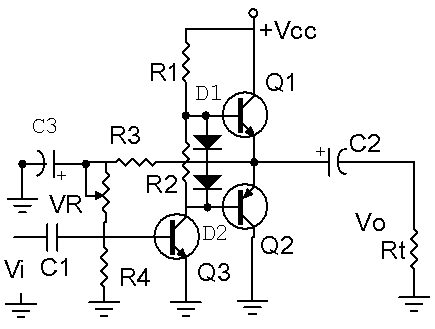 +Vcc
R1
Q1
D1
C3
R3
C2
+
+
R2
VR
Vo
D2
Rt
Vi
C1
R4
Q3
Q2